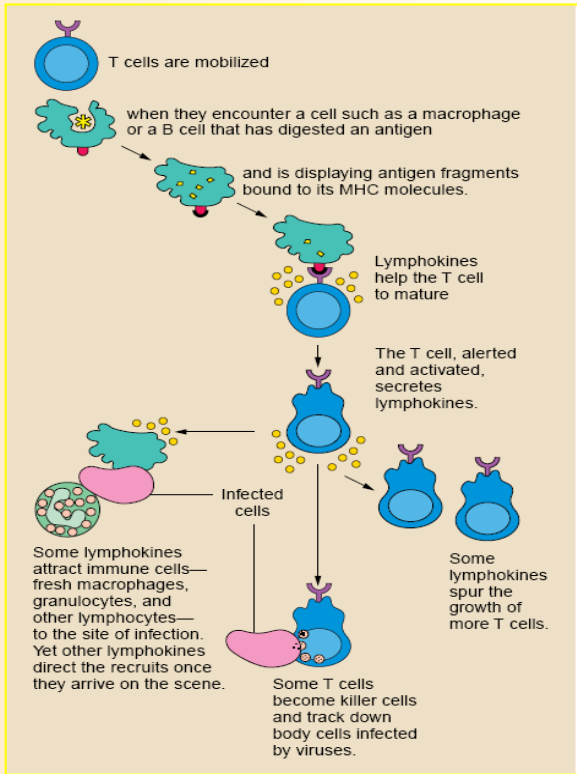 T cells are mobilized
when they encounter a cell such as a macrophage
or a B cell that has digested an antigen
and is displaying antigen fragments
bound to its MHC molecules.
Lymphokines
help the T cell
to mature
The T cell, alerted
and activated,
secretes
lymphokines.
Infected
cells
Some lymphokines
attract immune cells—
fresh macrophages,
granulocytes, and
other lymphocytes—
to the site of infection.
Yet other lymphokines
direct the recruits once
they arrive on the scene.
Some
lymphokines
spur the
growth of
more T cells.
Some T cells
become killer cells
and track down
body cells infected
by viruses.